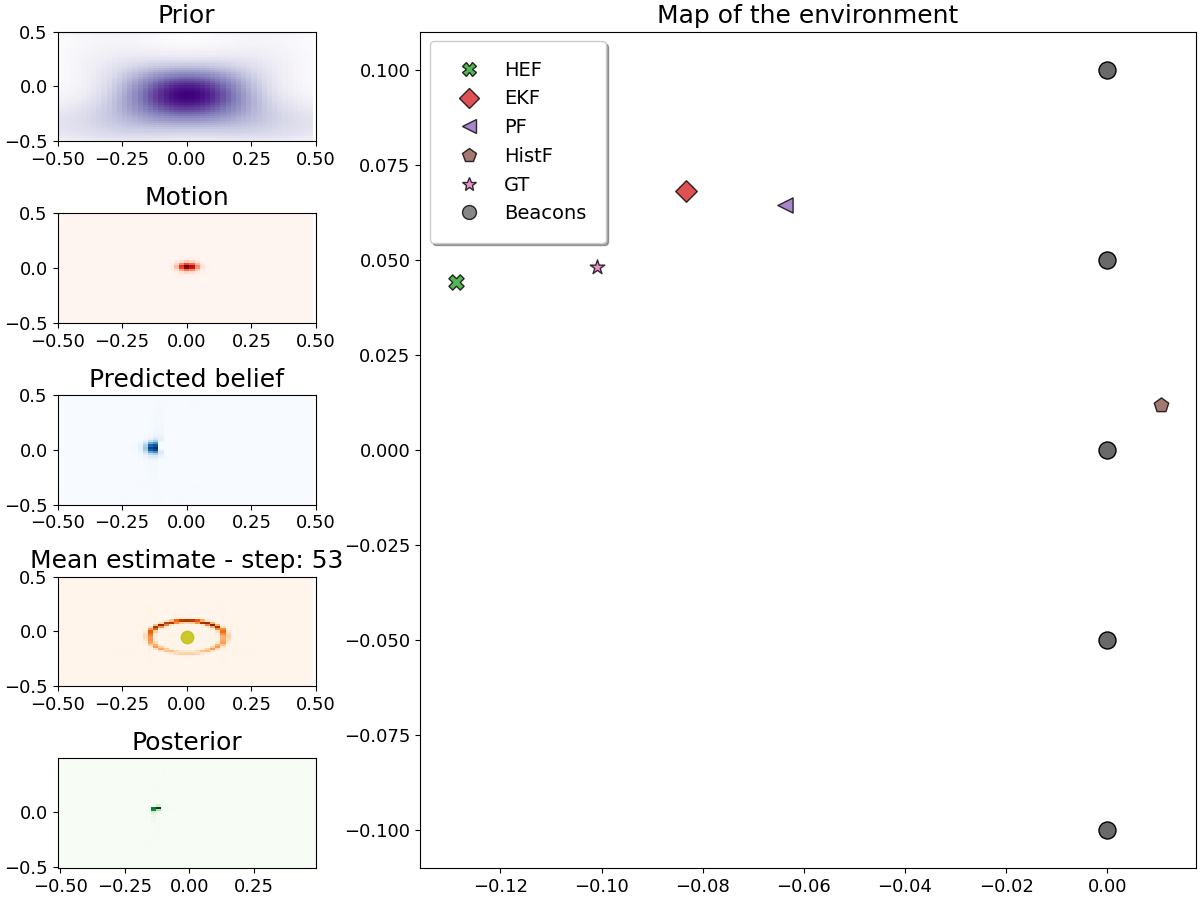 Prior
0.5
0.0
−0.5
−0.50 −0.25 0.00 0.25 0.50
Motion
0.5
0.0
−0.5
−0.50 −0.25 0.00 0.25 0.50
Predicted belief
0.5
0.0
−0.5
−0.50 −0.25 0.00 0.25 0.50
Mean estimate - step: 53
0.5
0.0
−0.5
−0.50 −0.25 0.00 0.25 0.50
Posterior
0.0
−0.5
−0.50 −0.25 0.00 0.25
Map of the environment
HEF
EKF
PF
HistF
GT
Beacons
0.100
0.075
0.050
0.025
0.000
−0.025
−0.050
−0.075
−0.100
−0.12 −0.10 −0.08 −0.06 −0.04 −0.02 0.00